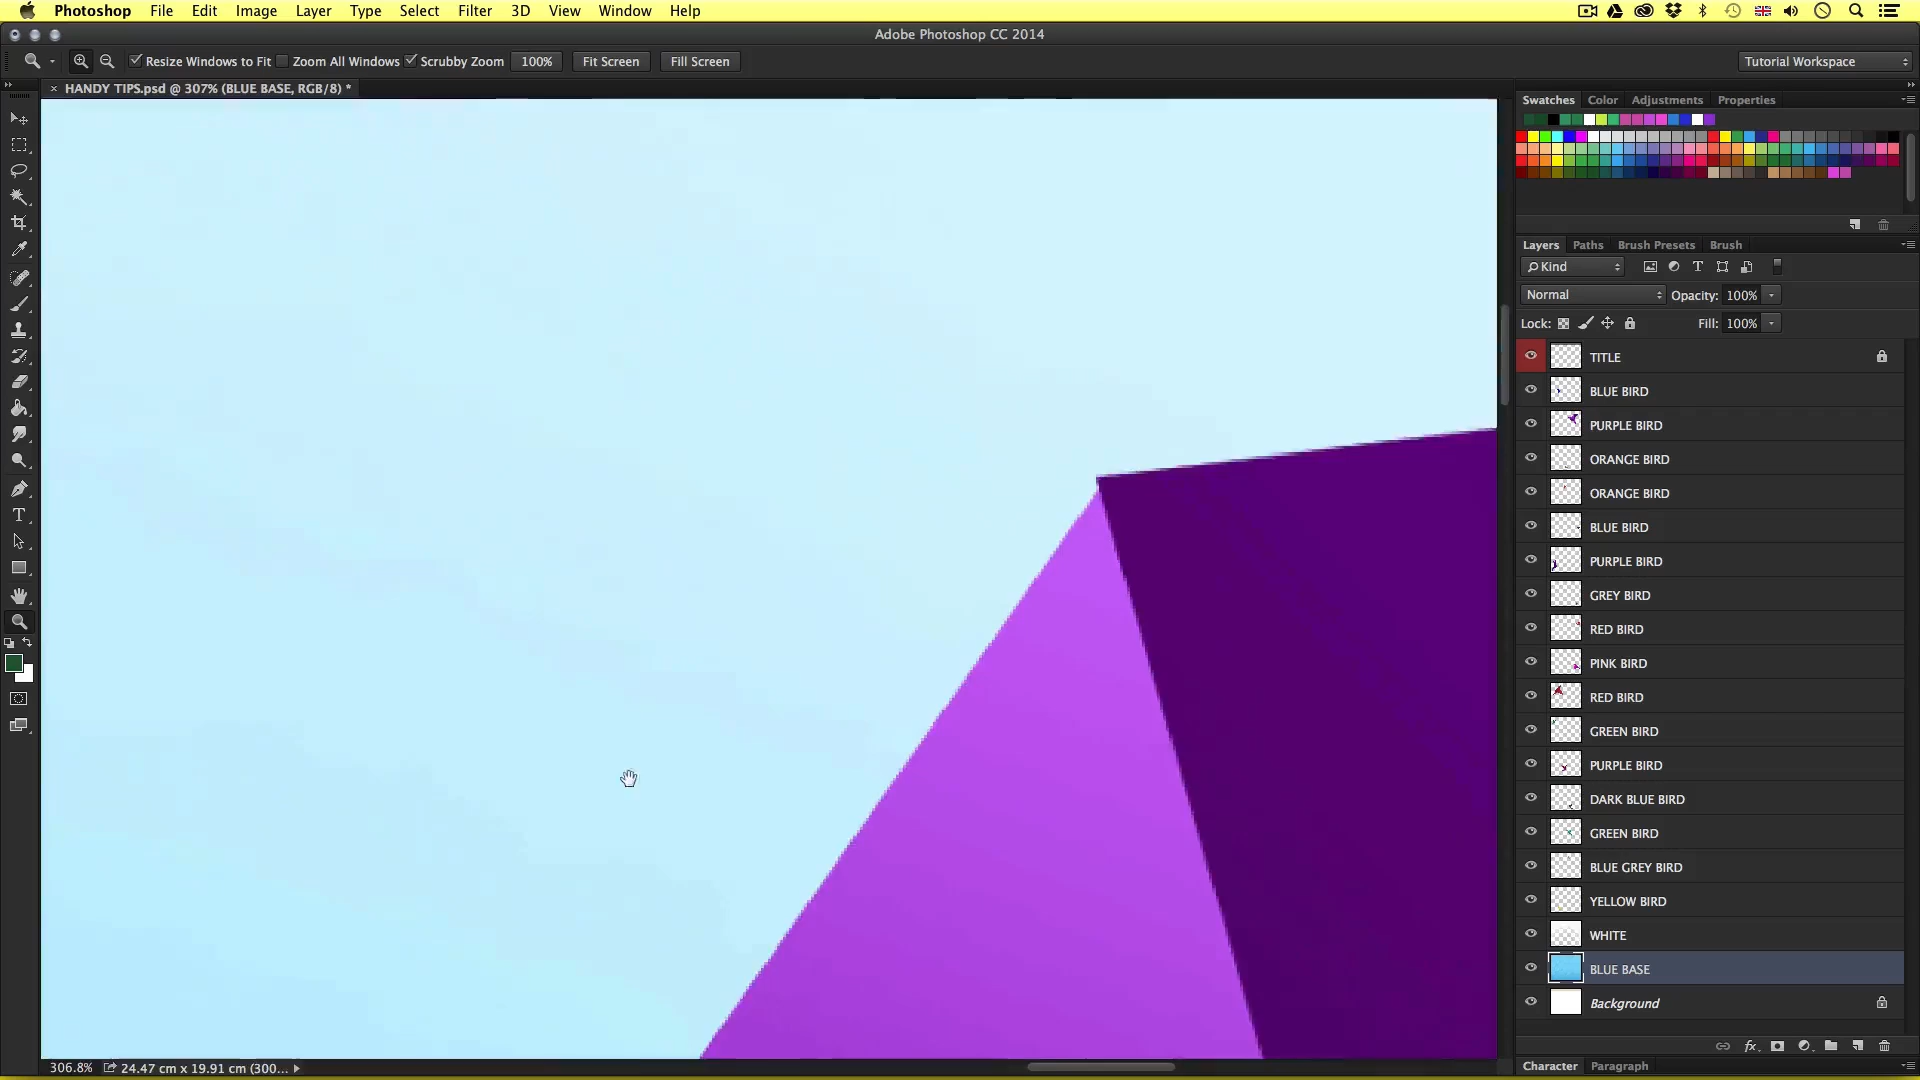 Photoshop File Edit Image Layer Type Select Filter 3D View Window Help
Adobe Photoshop CC 2014
Resize Windows to Fit Zoom All Windows Scrubby Zoom 100% Fit Screen Fill Screen Tutorial Workspace
× HANDY TIPS.psd @ 307% (BLUE BASE, RGB/8) *
Swatches Color Adjustments Properties
Layers Paths Brush Presets Brush
Kind
Normal Opacity: 100%
Lock: Fill: 100%
TITLE
BLUE BIRD
PURPLE BIRD
ORANGE BIRD
ORANGE BIRD
BLUE BIRD
PURPLE BIRD
GREY BIRD
RED BIRD
PINK BIRD
RED BIRD
GREEN BIRD
PURPLE BIRD
DARK BLUE BIRD
GREEN BIRD
BLUE GREY BIRD
YELLOW BIRD
WHITE
BLUE BASE
Background
306.8% 24.47 cm x 19.91 cm (300...
Character Paragraph